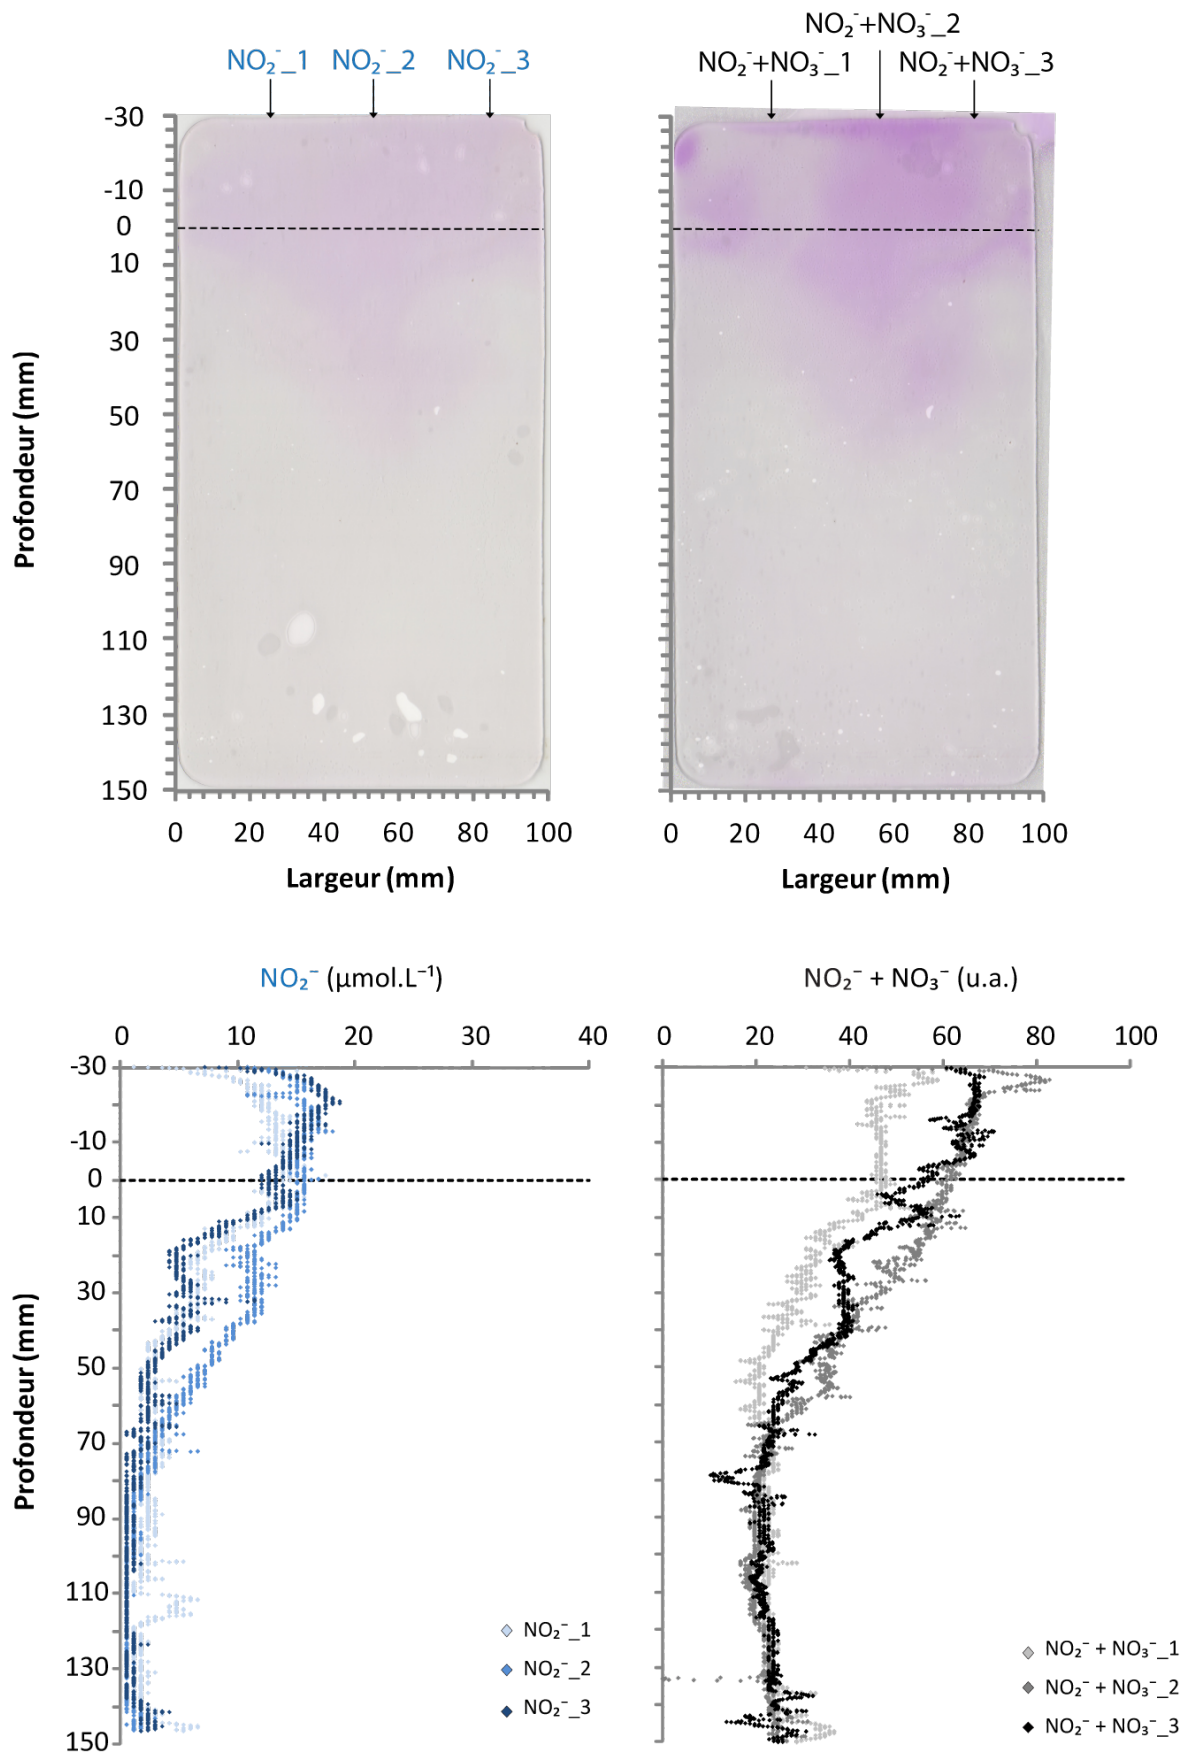 NO₂⁻+NO₃⁻_2
NO₂⁻_1 NO₂⁻_2 NO₂⁻_3 NO₂⁻+NO₃⁻_1 NO₂⁻+NO₃⁻_3
-30
-10
0
10
30
50
70
90
110
130
150
Profondeur (mm)
0 20 40 60 80 100 0 20 40 60 80 100
Largeur (mm) Largeur (mm)
NO₂⁻ (µmol.L⁻¹) NO₂⁻ + NO₃⁻ (u.a.)
0 10 20 30 40 0 20 40 60 80 100
-30
-10
0
10
30
50
70
90
110
130
150
Profondeur (mm)
NO₂⁻_1
NO₂⁻_2
NO₂⁻_3
NO₂⁻ + NO₃⁻_1
NO₂⁻ + NO₃⁻_2
NO₂⁻ + NO₃⁻_3